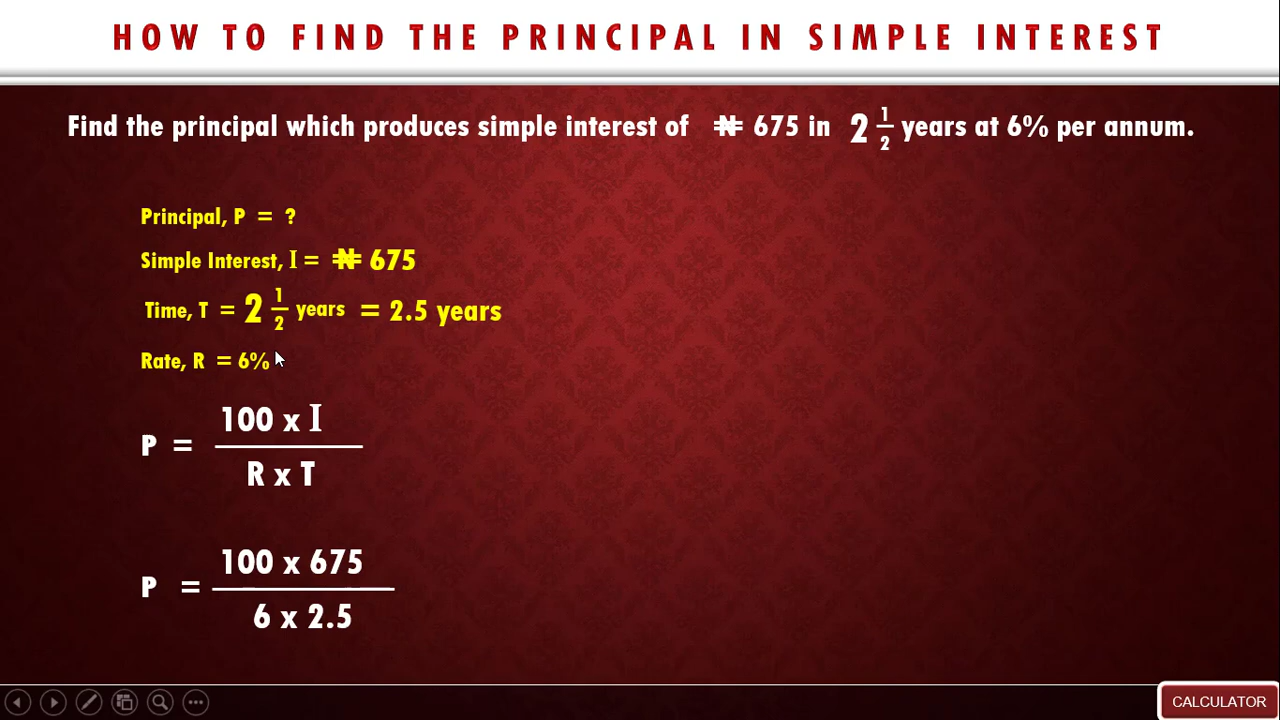 HOW TO FIND THE PRINCIPAL IN SIMPLE INTEREST
Find the principal which produces simple interest of ₦ 675 in 2 1/2 years at 6% per annum.
Principal, P = ?
Simple Interest, I = ₦ 675
Time, T = 2 1/2 years = 2.5 years
Rate, R = 6%
100 x I
P =
R x T
100 x 675
P =
6 x 2.5
CALCULATOR